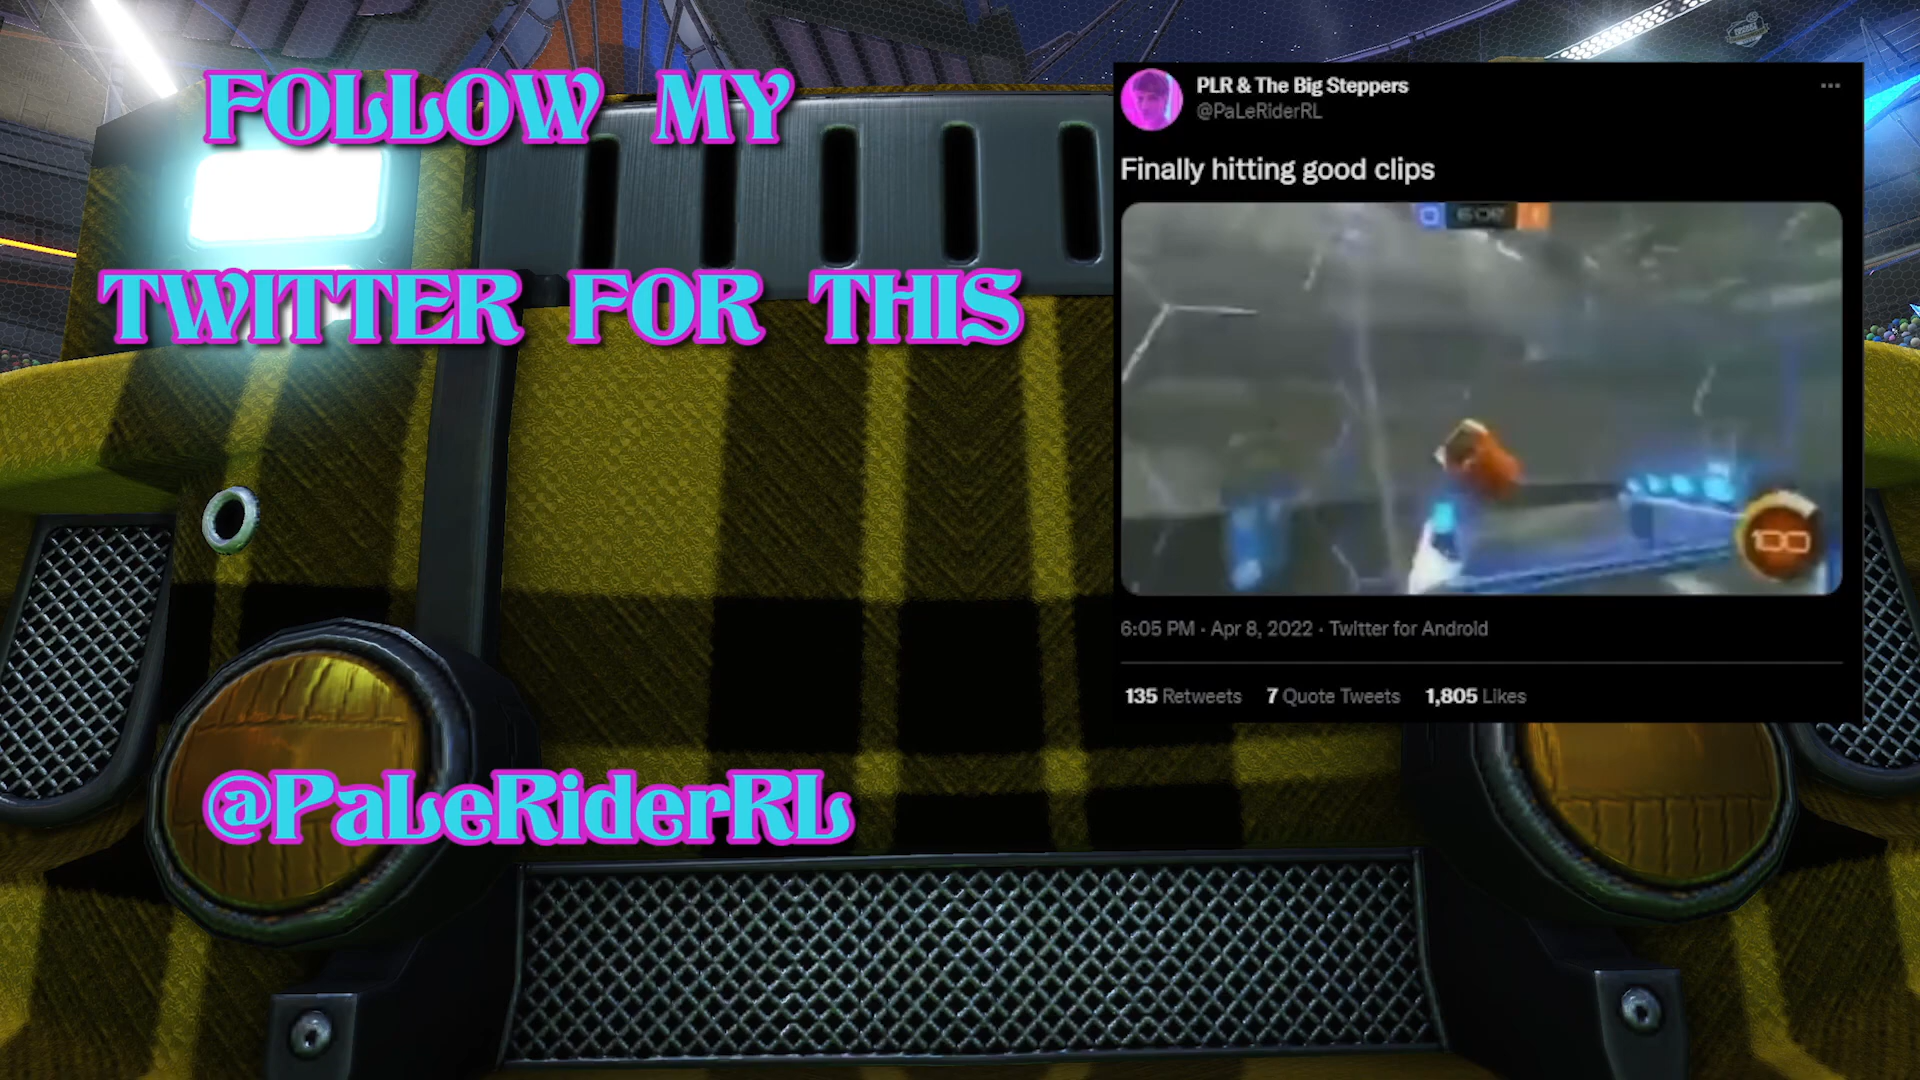 FOLLOW MY
TWITTER FOR THIS
@PaLeRiderRL
PLR & The Big Steppers
@PaLeRiderRL
Finally hitting good clips
100
6:05 PM · Apr 8, 2022 · Twitter for Android
135 Retweets 7 Quote Tweets 1,805 Likes